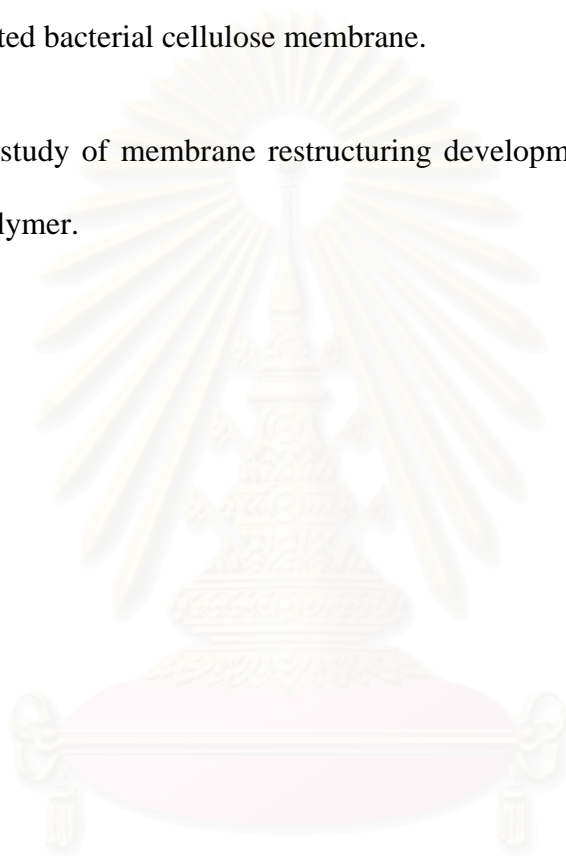 ted bacterial cellulose membrane.
study of membrane restructuring developm
lymer.